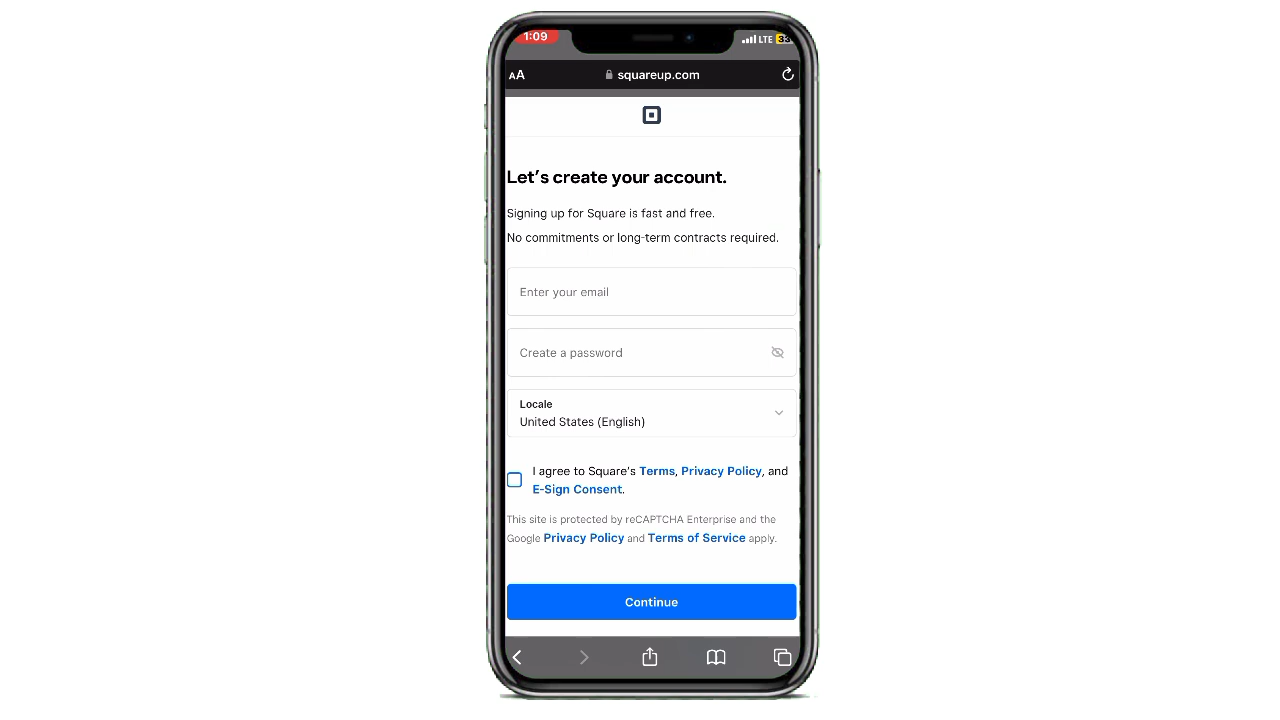 1:09
LTE 33
AA
squareup.com
Let's create your account.
Signing up for Square is fast and free.
No commitments or long-term contracts required.
Enter your email
Create a password
Locale
United States (English)
I agree to Square's Terms, Privacy Policy, and
E-Sign Consent.
This site is protected by reCAPTCHA Enterprise and the
Google Privacy Policy and Terms of Service apply.
Continue